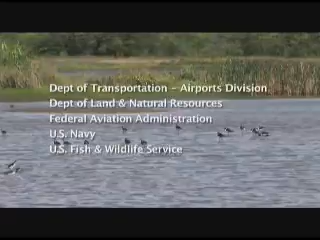 Dept of Transportation – Airports Division
Dept of Land & Natural Resources
Federal Aviation Administration
U.S. Navy
U.S. Fish & Wildlife Service